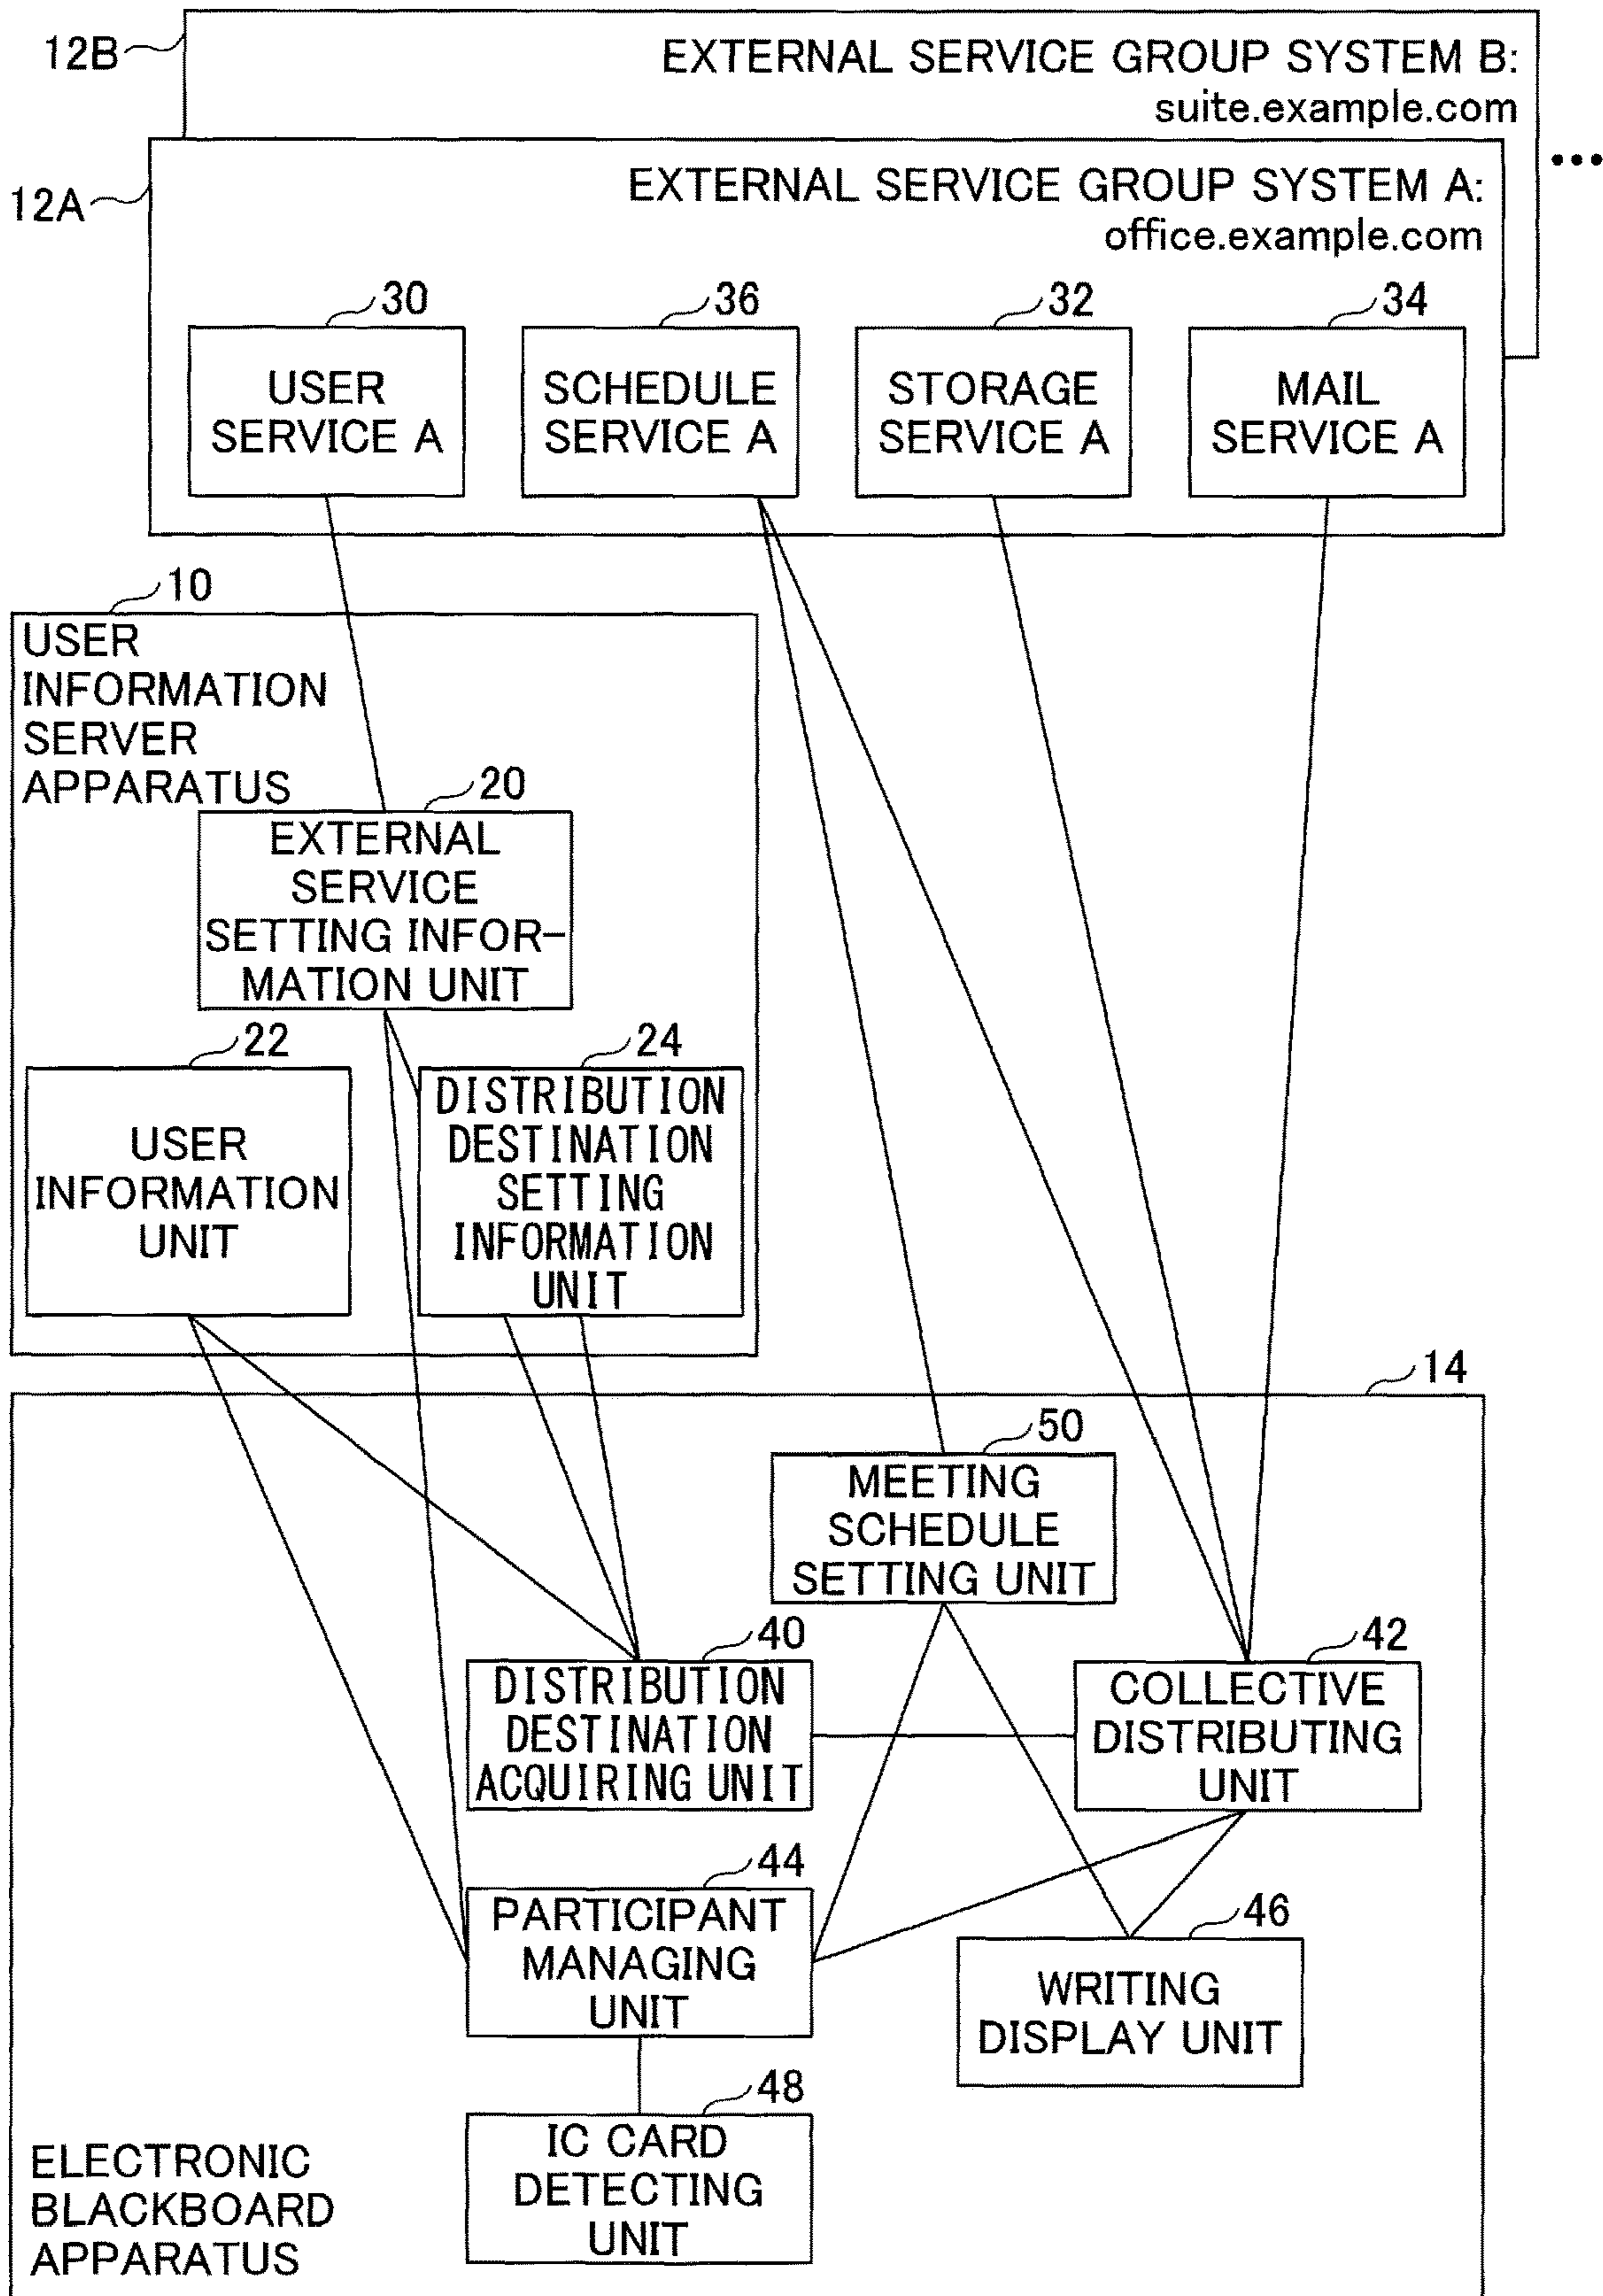 12B
EXTERNAL SERVICE GROUP SYSTEM B:
suite.example.com
...
12A
EXTERNAL SERVICE GROUP SYSTEM A:
office.example.com
30
USER
SERVICE A
36
SCHEDULE
SERVICE A
32
STORAGE
SERVICE A
34
MAIL
SERVICE A
10
USER
INFORMATION
SERVER
APPARATUS
20
EXTERNAL
SERVICE
SETTING INFOR-
MATION UNIT
22
USER
INFORMATION
UNIT
24
DISTRIBUTION
DESTINATION
SETTING
INFORMATION
UNIT
14
50
MEETING
SCHEDULE
SETTING UNIT
40
DISTRIBUTION
DESTINATION
ACQUIRING UNIT
42
COLLECTIVE
DISTRIBUTING
UNIT
44
PARTICIPANT
MANAGING
UNIT
46
WRITING
DISPLAY UNIT
48
IC CARD
DETECTING
UNIT
ELECTRONIC
BLACKBOARD
APPARATUS